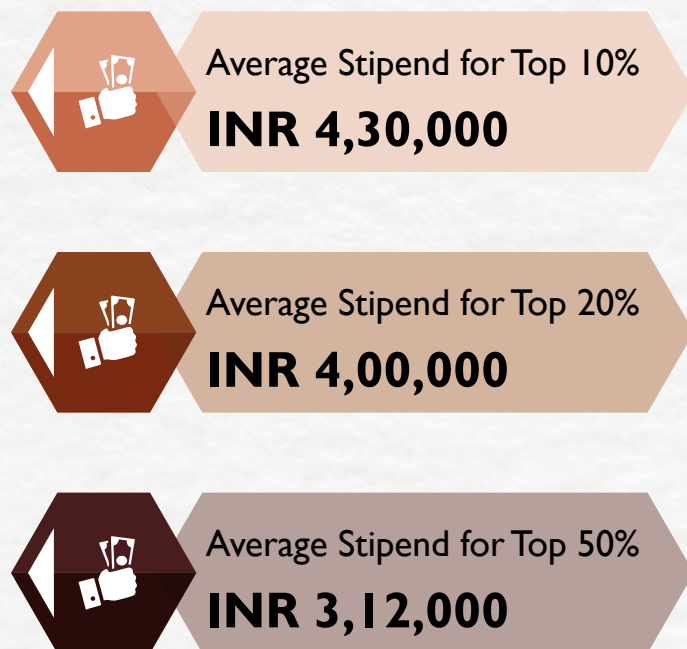 Average Stipend for Top 10%
INR 4,30,000
Average Stipend for Top 20%
INR 4,00,000
Average Stipend for Top 50%
INR 3,12,000